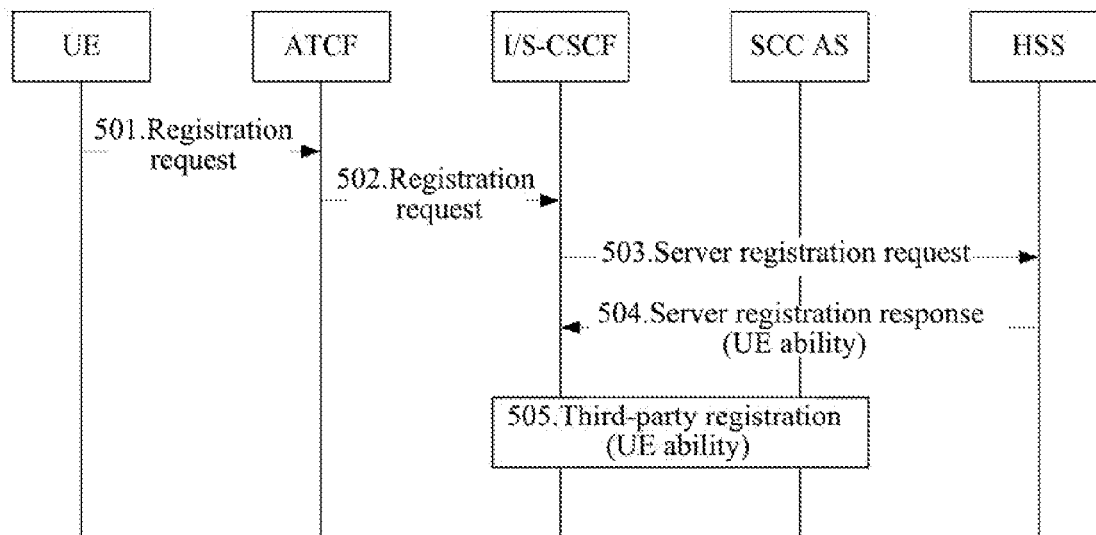 UE
ATCF
I/S-CSCF
SCC AS
HSS
501.Registration
request
502.Registration
request
503.Server registration request
504.Server registration response
(UE ability)
505.Third-party registration
(UE ability)